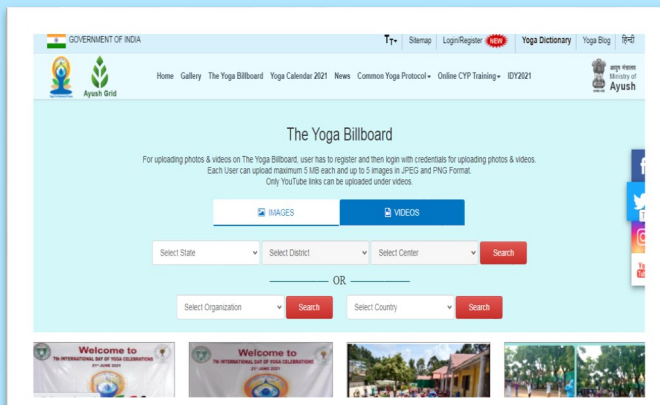 GOVERNMENT OF INDIA
TT Sitemap Login/Register NEW Yoga Dictionary Yoga Blog हिन्दी
Ayush Grid
Home Gallery The Yoga Billboard Yoga Calendar 2021 News Common Yoga Protocol Online CYP Training IDY2021
आयुष मंत्रालय
Ministry of
Ayush
The Yoga Billboard
For uploading photos & videos on The Yoga Billboard, user has to register and then login with credentials for uploading photos & videos.
Each User can upload maximum 5 MB each and up to 5 images in JPEG and PNG Format.
Only YouTube links can be uploaded under videos.
IMAGES VIDEOS
Select State Select District Select Center Search
OR
Select Organization Search Select Country Search
Welcome to
7th INTERNATIONAL DAY OF YOGA CELEBRATIONS
21st JUNE 2021
Welcome to
7th INTERNATIONAL DAY OF YOGA CELEBRATIONS
21st JUNE 2021